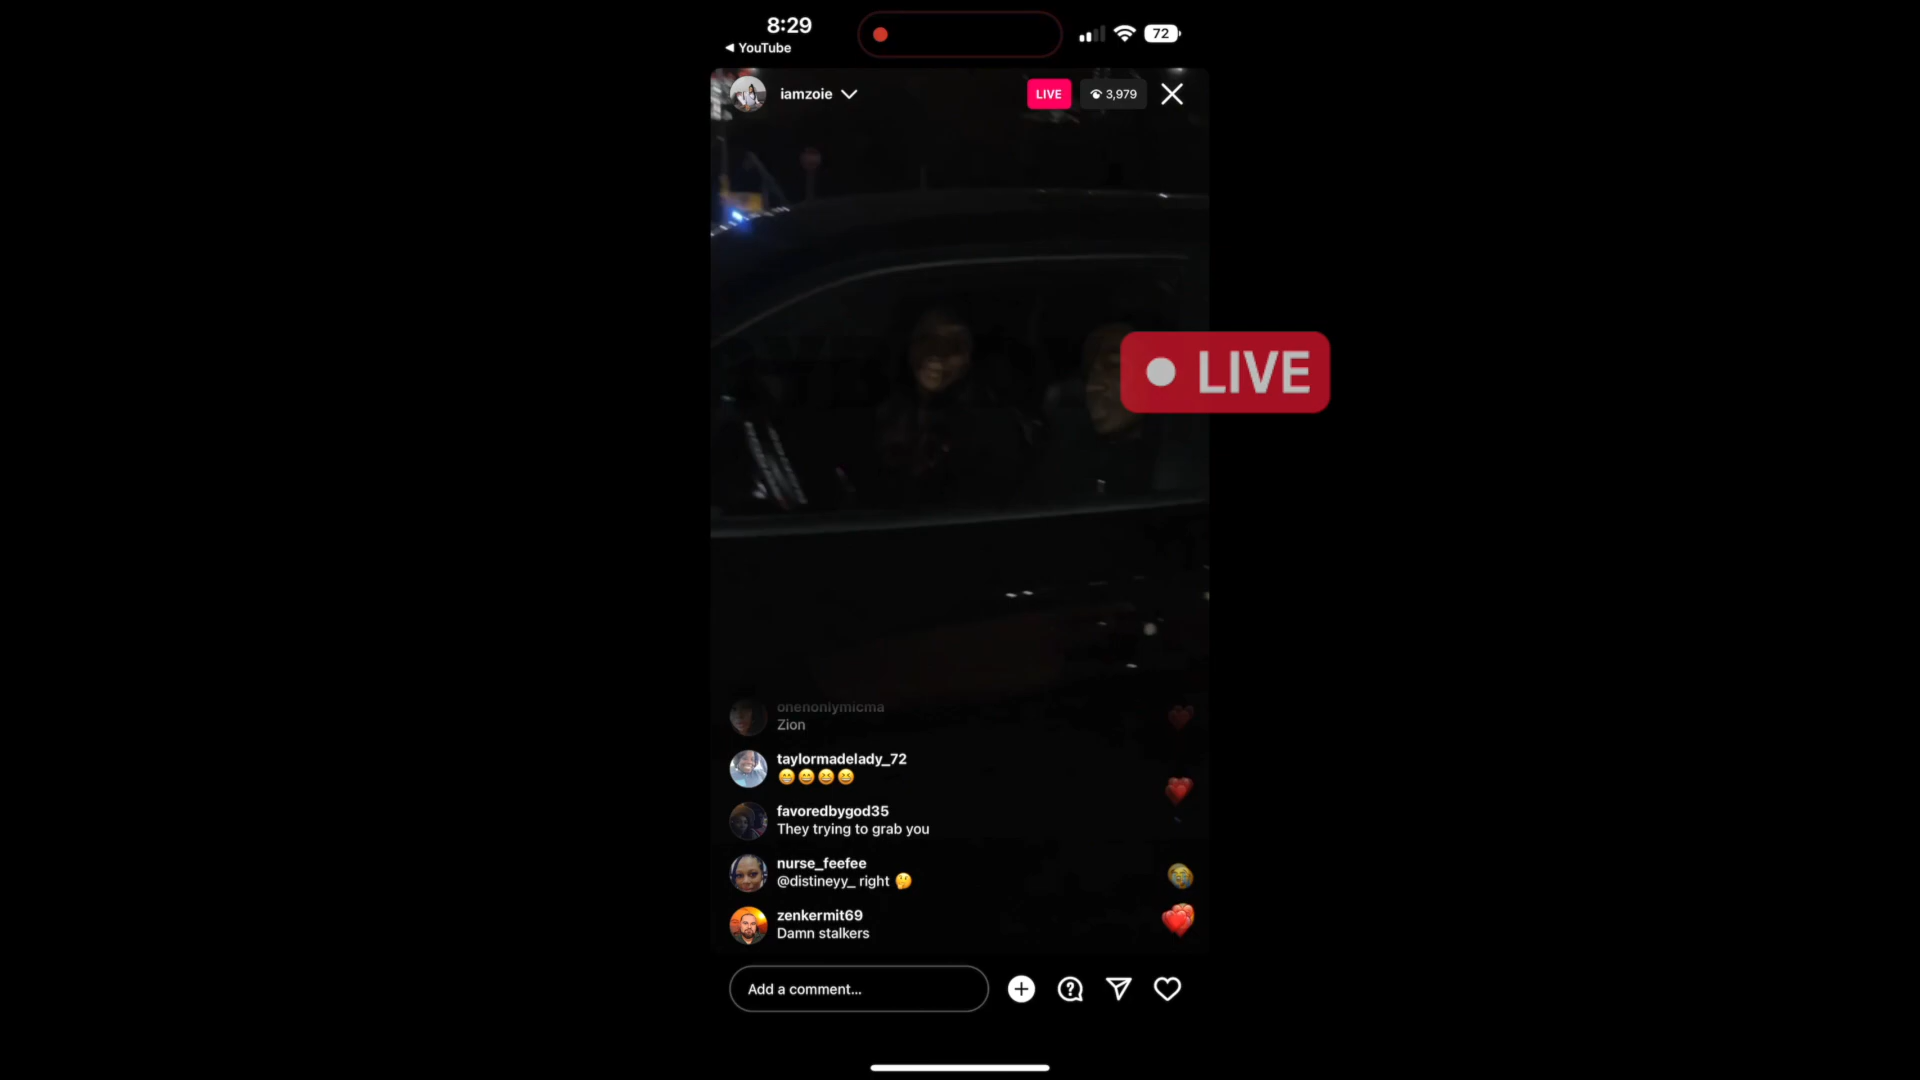 8:29
◀ YouTube
72
iamzoie
LIVE
3,979
LIVE
onenonlymicma
Zion
taylormadelady_72
😁😄😆😆
favoredbygod35
They trying to grab you
nurse_feefee
@distineyy_ right 🤔
zenkermit69
Damn stalkers
Add a comment...